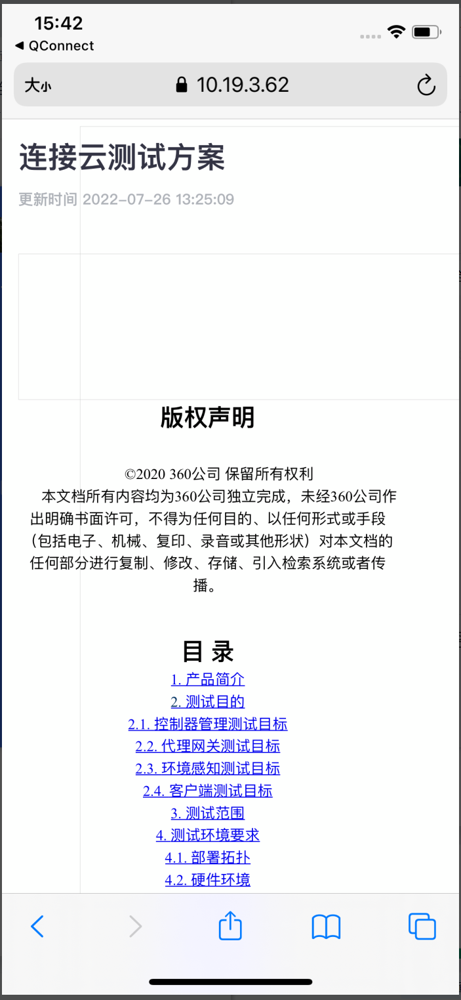 15:42
◀ QConnect
大小 10.19.3.62
连接云测试方案
更新时间 2022-07-26 13:25:09
版权声明
©2020 360公司 保留所有权利
本文档所有内容均为360公司独立完成，未经360公司作
出明确书面许可，不得为任何目的、以任何形式或手段
（包括电子、机械、复印、录音或其他形状）对本文档的
任何部分进行复制、修改、存储、引入检索系统或者传
播。
目 录
1. 产品简介
2. 测试目的
2.1. 控制器管理测试目标
2.2. 代理网关测试目标
2.3. 环境感知测试目标
2.4. 客户端测试目标
3. 测试范围
4. 测试环境要求
4.1. 部署拓扑
4.2. 硬件环境